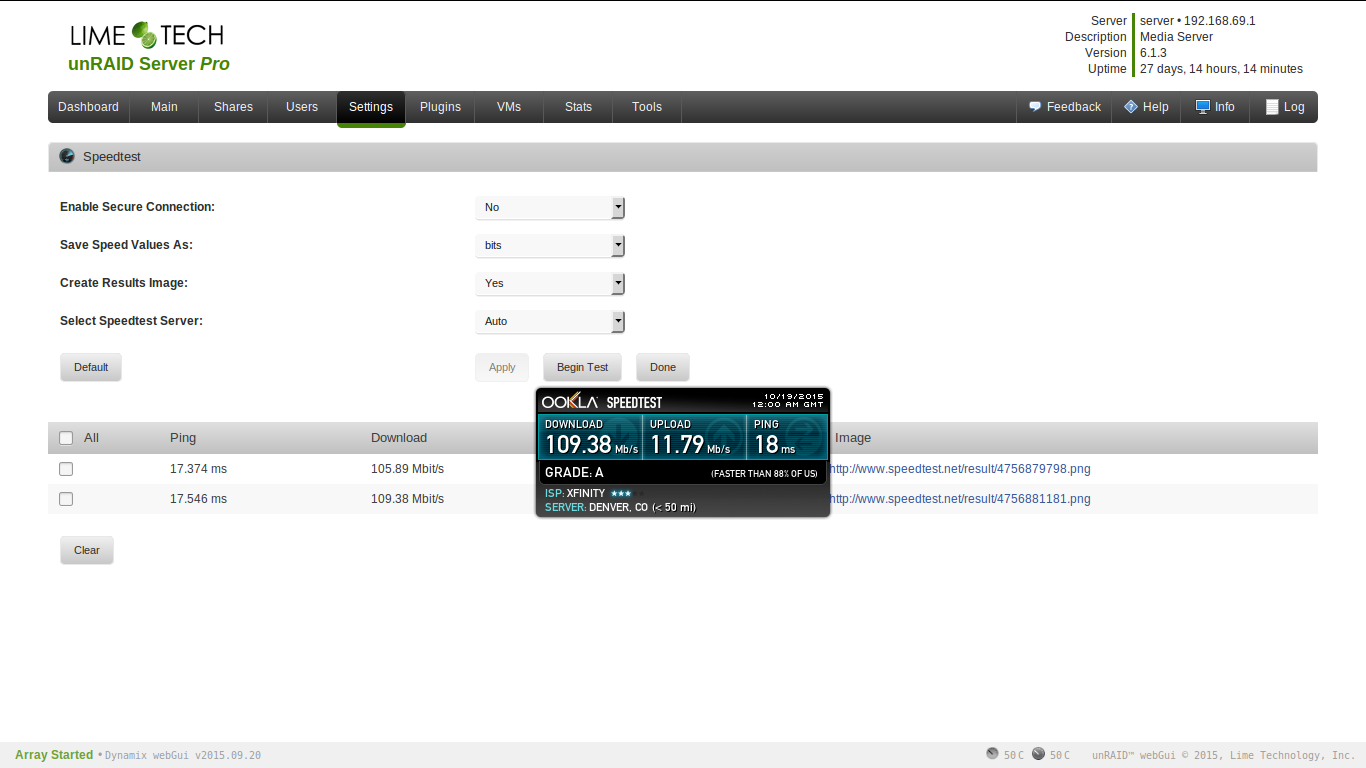 LIME TECH
unRAID Server Pro
Server server • 192.168.69.1
Description Media Server
Version 6.1.3
Uptime 27 days, 14 hours, 14 minutes
Dashboard Main Shares Users Settings Plugins VMs Stats Tools Feedback Help Info Log
Speedtest
Enable Secure Connection: No
Save Speed Values As: bits
Create Results Image: Yes
Select Speedtest Server: Auto
Default Apply Begin Test Done
OOKLA SPEEDTEST
10/19/2015
12:00 AM GMT
DOWNLOAD UPLOAD PING
109.38 Mb/s 11.79 Mb/s 18 ms
GRADE: A (FASTER THAN 88% OF US)
ISP: XFINITY
SERVER: DENVER, CO (< 50 mi)
All Ping Download Image
17.374 ms 105.89 Mbit/s http://www.speedtest.net/result/4756879798.png
17.546 ms 109.38 Mbit/s http://www.speedtest.net/result/4756881181.png
Clear
Array Started • Dynamix webGui v2015.09.20 50 C 50 C unRAID™ webGui © 2015, Lime Technology, Inc.